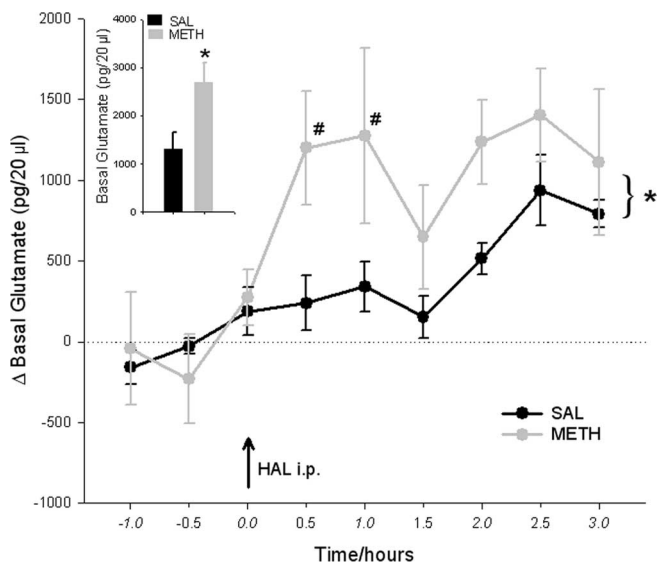 SAL
METH
Basal Glutamate (pg/20 µl)
4000
3000
2000
1000
0
*
Δ Basal Glutamate (pg/20 µl)
2000
1500
1000
500
0
-500
-1000
#
#
} *
HAL i.p.
SAL
METH
-1.0 -0.5 0.0 0.5 1.0 1.5 2.0 2.5 3.0
Time/hours